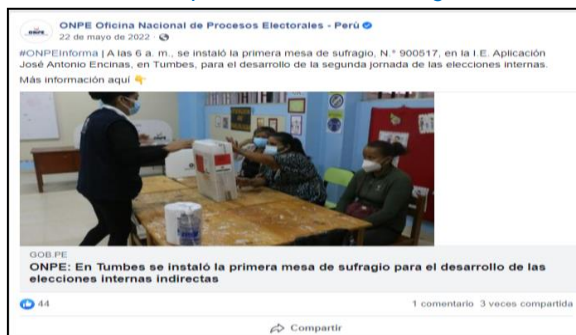 ONPE Oficina Nacional de Procesos Electorales - Perú
22 de mayo de 2022 ·
#ONPEInforma | A las 6 a. m., se instaló la primera mesa de sufragio, N.° 900517, en la I.E. Aplicación
José Antonio Encinas, en Tumbes, para el desarrollo de la segunda jornada de las elecciones internas.
Más información aquí 👇
GOB.PE
ONPE: En Tumbes se instaló la primera mesa de sufragio para el desarrollo de las
elecciones internas indirectas
44
1 comentario 3 veces compartida
Compartir